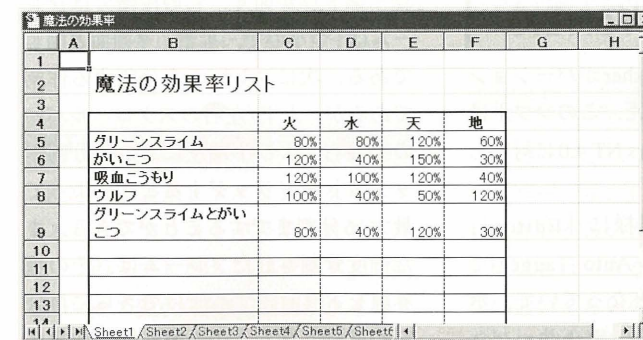 魔法の効果率
A B C D E F G H
1
2 魔法の効果率リスト
3
4 火 水 天 地
5 グリーンスライム 80% 80% 120% 60%
6 がいこつ 120% 40% 150% 30%
7 吸血こうもり 120% 100% 120% 40%
8 ウルフ 100% 40% 50% 120%
グリーンスライムとがい
9 こつ 80% 40% 120% 30%
10
11
12
13
14
Sheet1 Sheet2 Sheet3 Sheet4 Sheet5 Sheet6